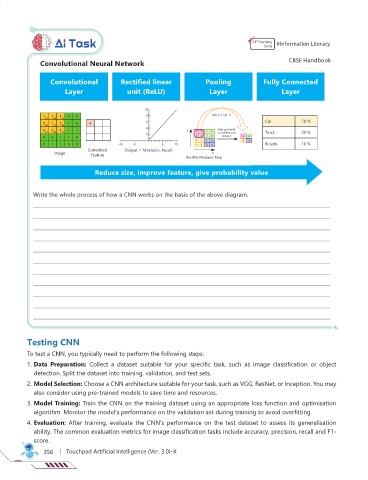 Ai Task
21st Century Skills
#Information Literacy
Convolutional Neural Network
CBSE Handbook
Convolutional Layer
Rectified linear unit (ReLU)
Pooling Layer
Fully Connected Layer
Image
Convolved Feature
Output = Max(zero, Input)
Rectified Feature Map
Car 70 %
Truck 20 %
Bicycle 10 %
Reduce size, improve feature, give probability value
Write the whole process of how a CNN works on the basis of the above diagram.
Testing CNN
To test a CNN, you typically need to perform the following steps:
1. Data Preparation: Collect a dataset suitable for your specific task, such as image classification or object
detection. Split the dataset into training, validation, and test sets.
2. Model Selection: Choose a CNN architecture suitable for your task, such as VGG, ResNet, or Inception. You may
also consider using pre-trained models to save time and resources.
3. Model Training: Train the CNN on the training dataset using an appropriate loss function and optimisation
algorithm. Monitor the model's performance on the validation set during training to avoid overfitting.
4. Evaluation: After training, evaluate the CNN's performance on the test dataset to assess its generalisation
ability. The common evaluation metrics for image classification tasks include accuracy, precision, recall and F1-
score.
356 | Touchpad Artificial Intelligence (Ver. 3.0)-X